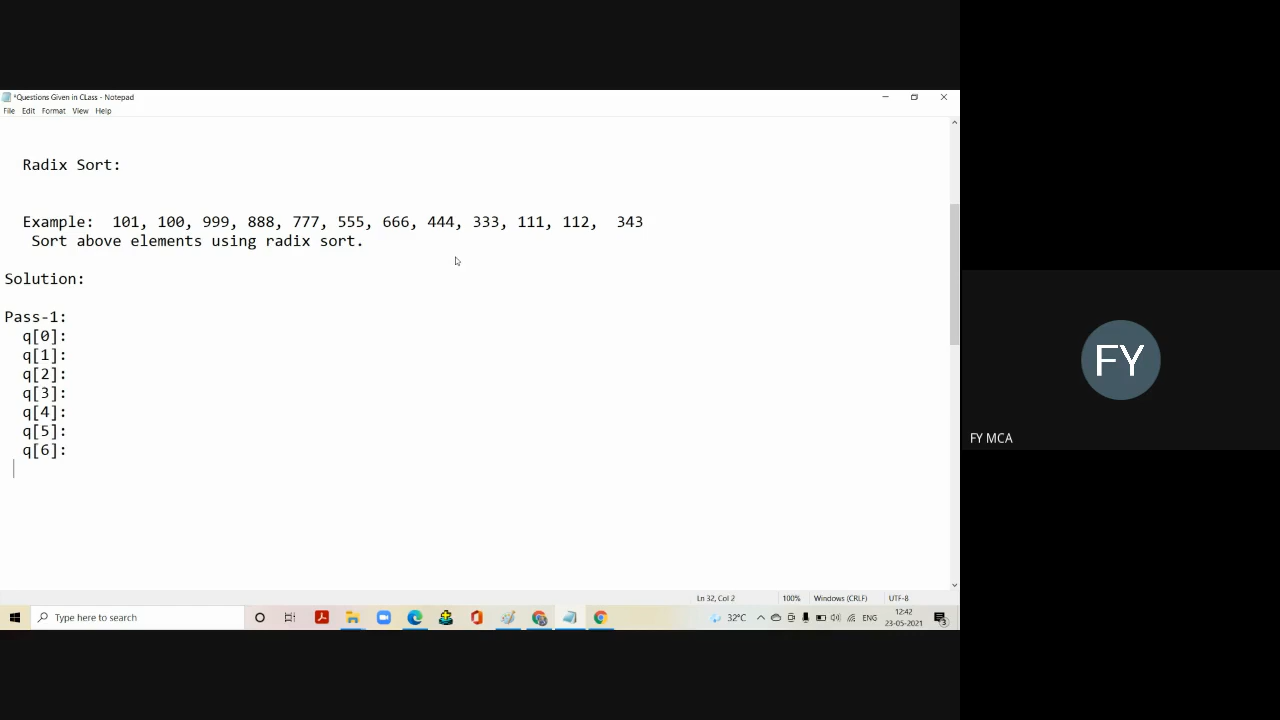 *Questions Given in CLass - Notepad
File Edit Format View Help
Radix Sort:
Example: 101, 100, 999, 888, 777, 555, 666, 444, 333, 111, 112, 343
Sort above elements using radix sort.
Solution:
Pass-1:
q[0]:
q[1]:
q[2]:
q[3]:
q[4]:
q[5]:
q[6]:
Ln 32, Col 2 100% Windows (CRLF) UTF-8
Type here to search
32°C ENG
12:42
23-05-2021
3
FY
FY MCA